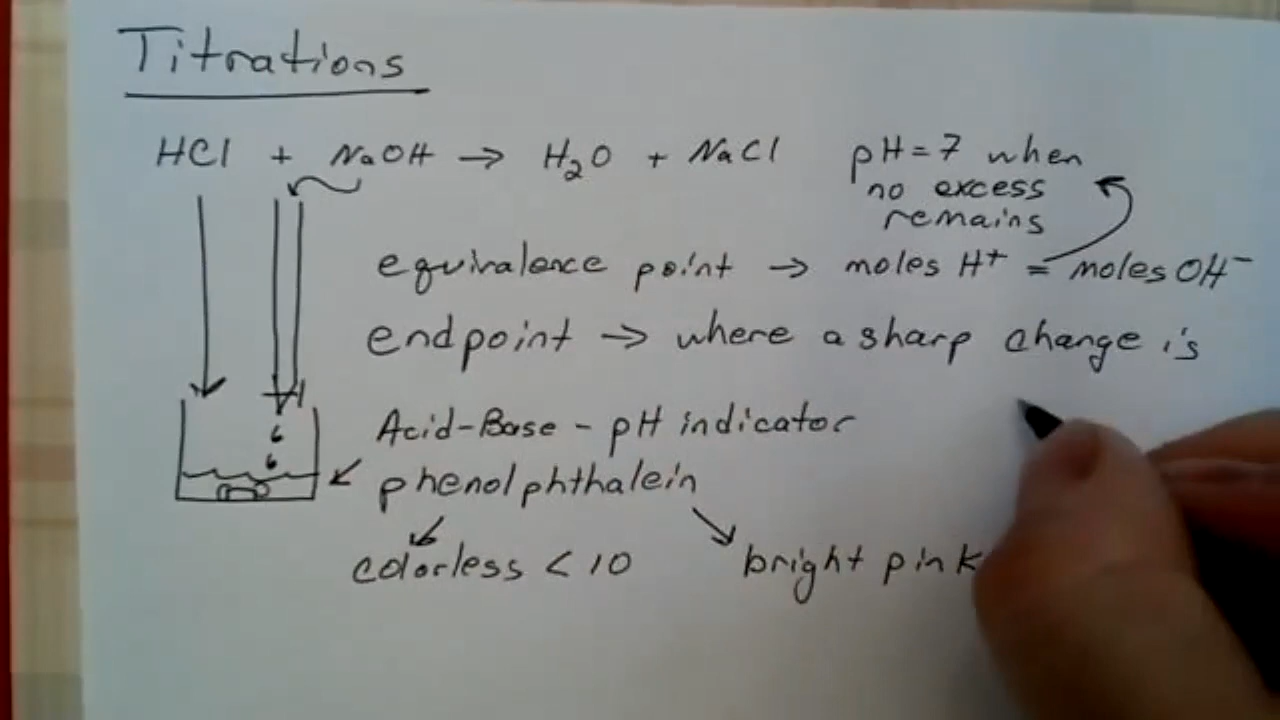 Titrations
HCl + NaOH → H₂O + NaCl
pH = 7 when
no excess
remains
equivalence point → moles H⁺ = moles OH⁻
endpoint → where a sharp change is
Acid-Base - pH indicator
phenolphthalein
colorless < 10
bright pink